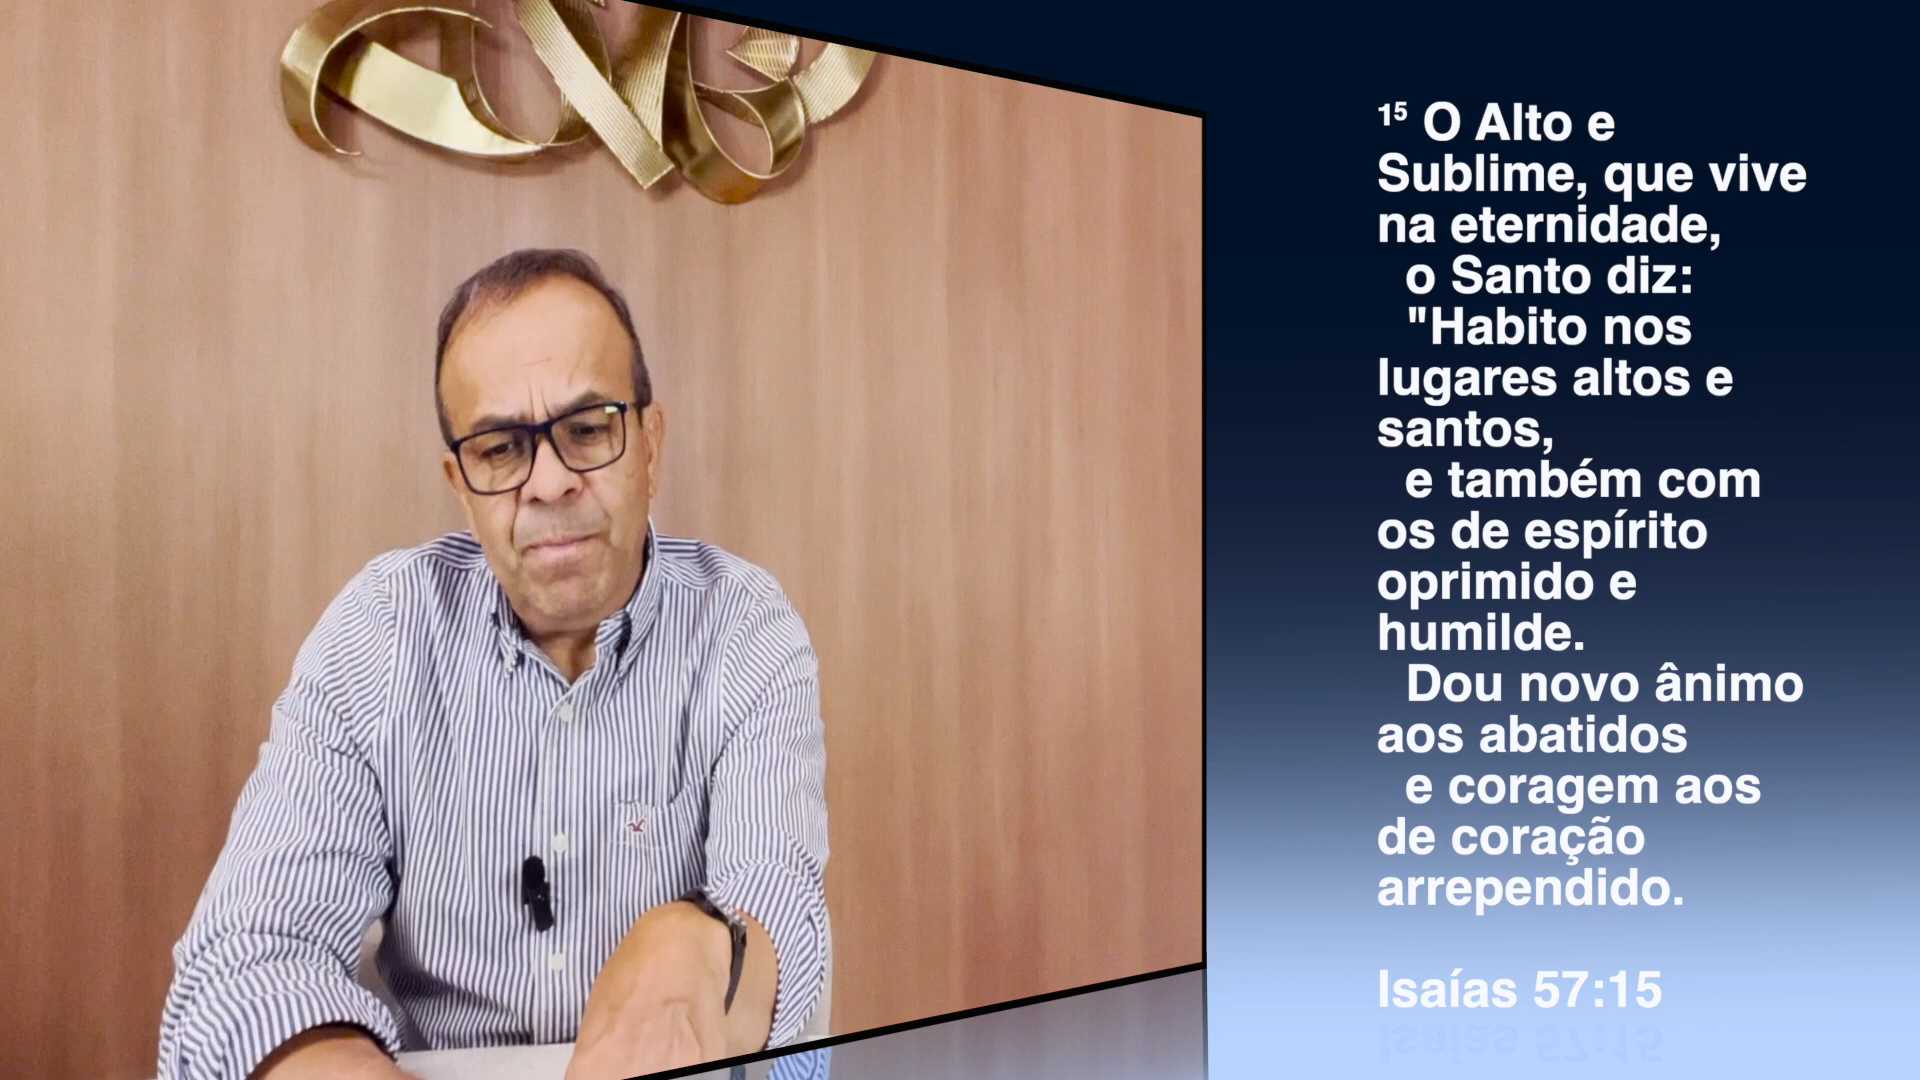 15 O Alto e
Sublime, que vive
na eternidade,
o Santo diz:
"Habito nos
lugares altos e
santos,
e também com
os de espírito
oprimido e
humilde.
Dou novo ânimo
aos abatidos
e coragem aos
de coração
arrependido.
Isaías 57:15